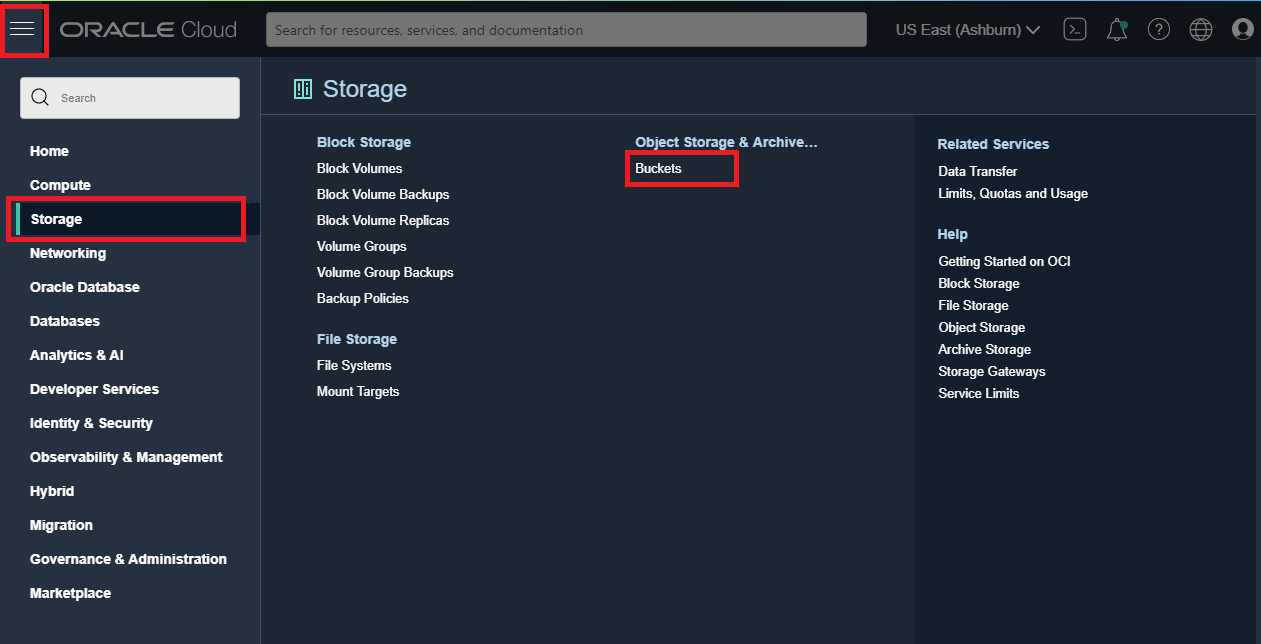 ORACLE Cloud
Search for resources, services, and documentation
US East (Ashburn)
Search
Home
Compute
Storage
Networking
Oracle Database
Databases
Analytics & AI
Developer Services
Identity & Security
Observability & Management
Hybrid
Migration
Governance & Administration
Marketplace
Storage
Block Storage
Block Volumes
Block Volume Backups
Block Volume Replicas
Volume Groups
Volume Group Backups
Backup Policies
File Storage
File Systems
Mount Targets
Object Storage & Archive...
Buckets
Related Services
Data Transfer
Limits, Quotas and Usage
Help
Getting Started on OCI
Block Storage
File Storage
Object Storage
Archive Storage
Storage Gateways
Service Limits